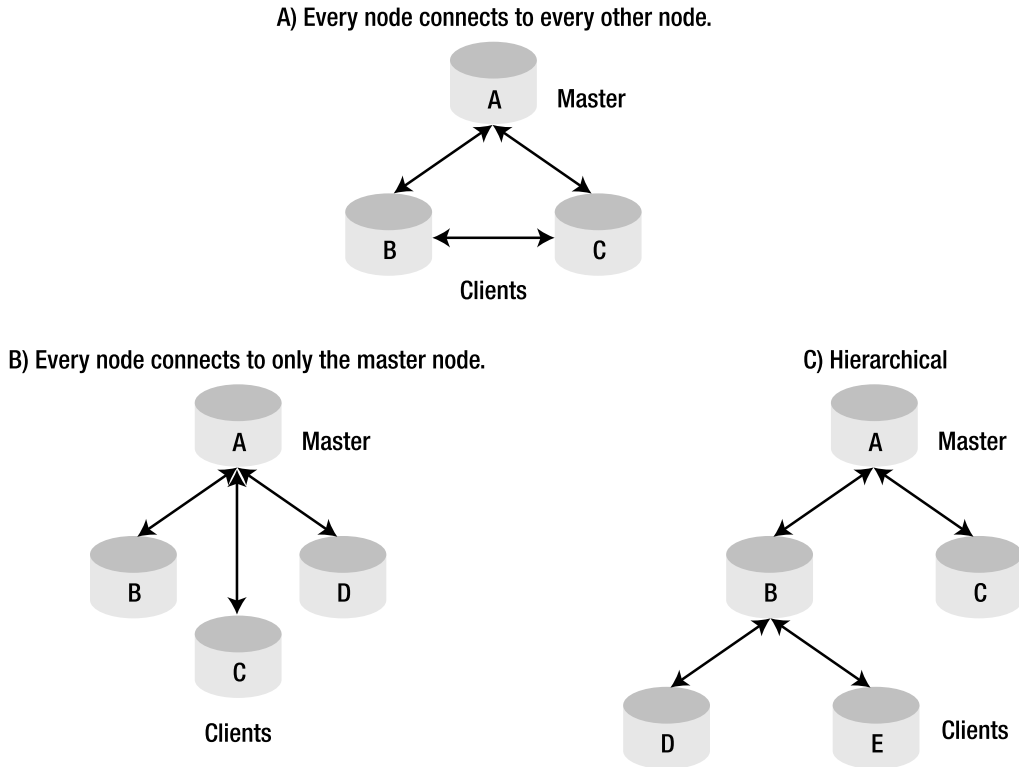 A) Every node connects to every other node.
A
Master
B
C
Clients
B) Every node connects to only the master node.
A
Master
B
D
C
Clients
C) Hierarchical
A
Master
B
C
D
E
Clients